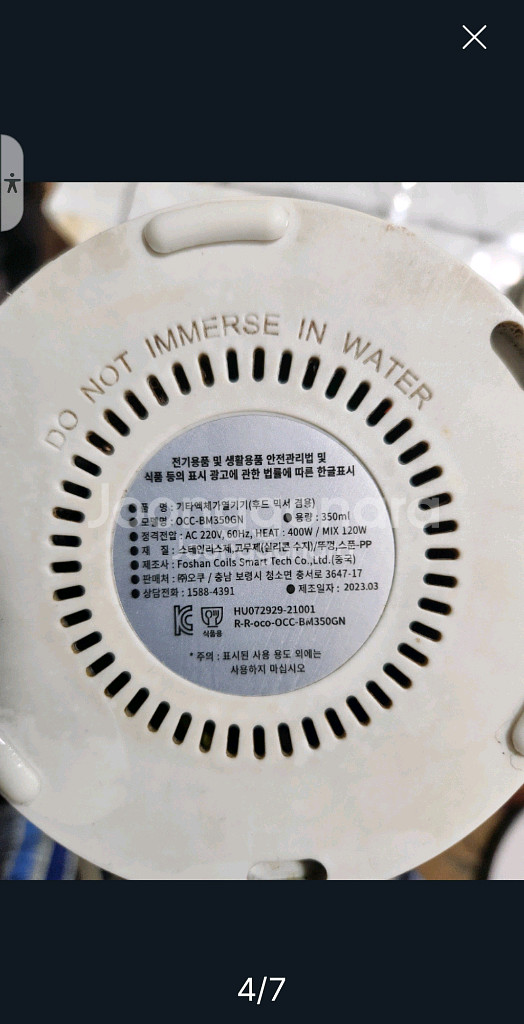 DO NOT IMMERSE IN WATER
전기용품 및 생활용품 안전관리법 및
식품 등의 표시 광고에 관한 법률에 따른 한글표시
● 품 명 : 기타액체가열기기(후드 믹서 겸용)
● 모델명 : OCC-BM350GN ● 용량 : 350ml
● 정격전압 : AC 220V, 60Hz, HEAT : 400W / MIX 120W
● 재 질 : 스테인리스제,고무제(실리콘 수지)/뚜껑,스푼-PP
● 제조사 : Foshan Coils Smart Tech Co.,Ltd.(중국)
● 판매처 : ㈜오쿠 / 충남 보령시 청소면 충서로 3647-17
● 상담전화 : 1588-4391 ● 제조일자 : 2023.03
HU072929-21001
R-R-oco-OCC-BM350GN
식품용
* 주의 : 표시된 사용 용도 외에는
사용하지 마십시오
Joonggonara
4/7